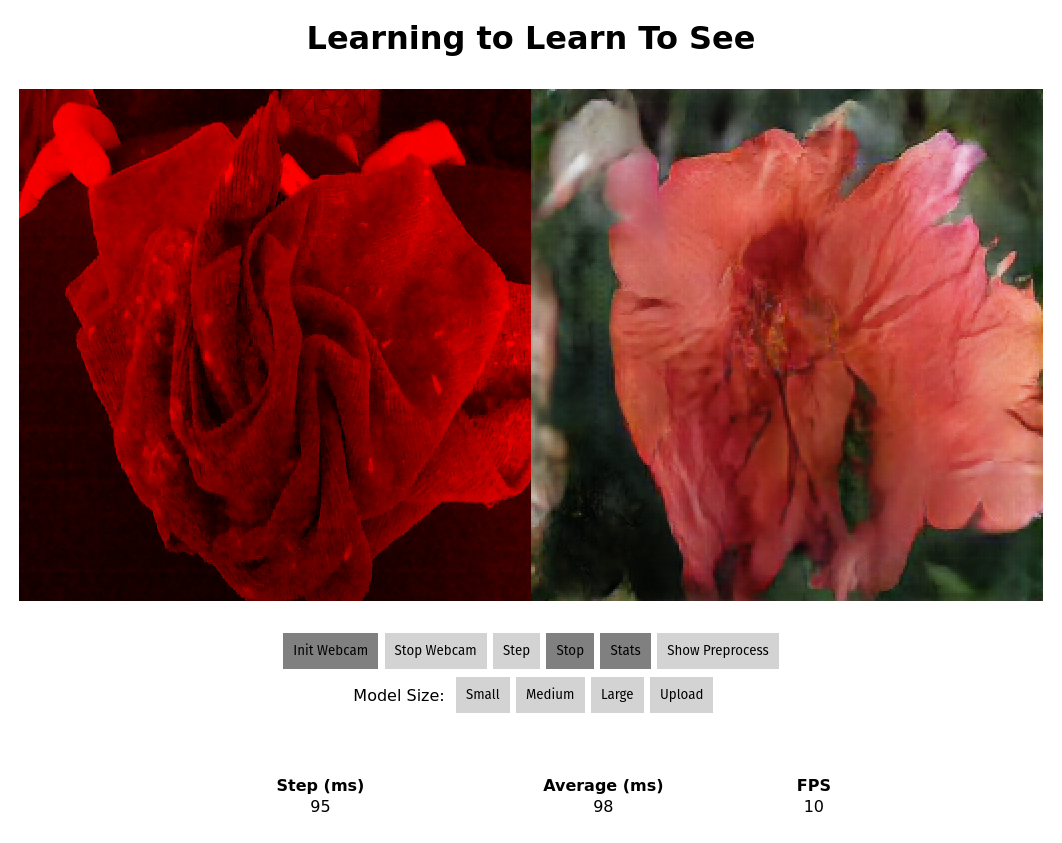 Learning to Learn To See
Init Webcam Stop Webcam Step Stop Stats Show Preprocess
Model Size: Small Medium Large Upload
Step (ms) Average (ms) FPS
95 98 10